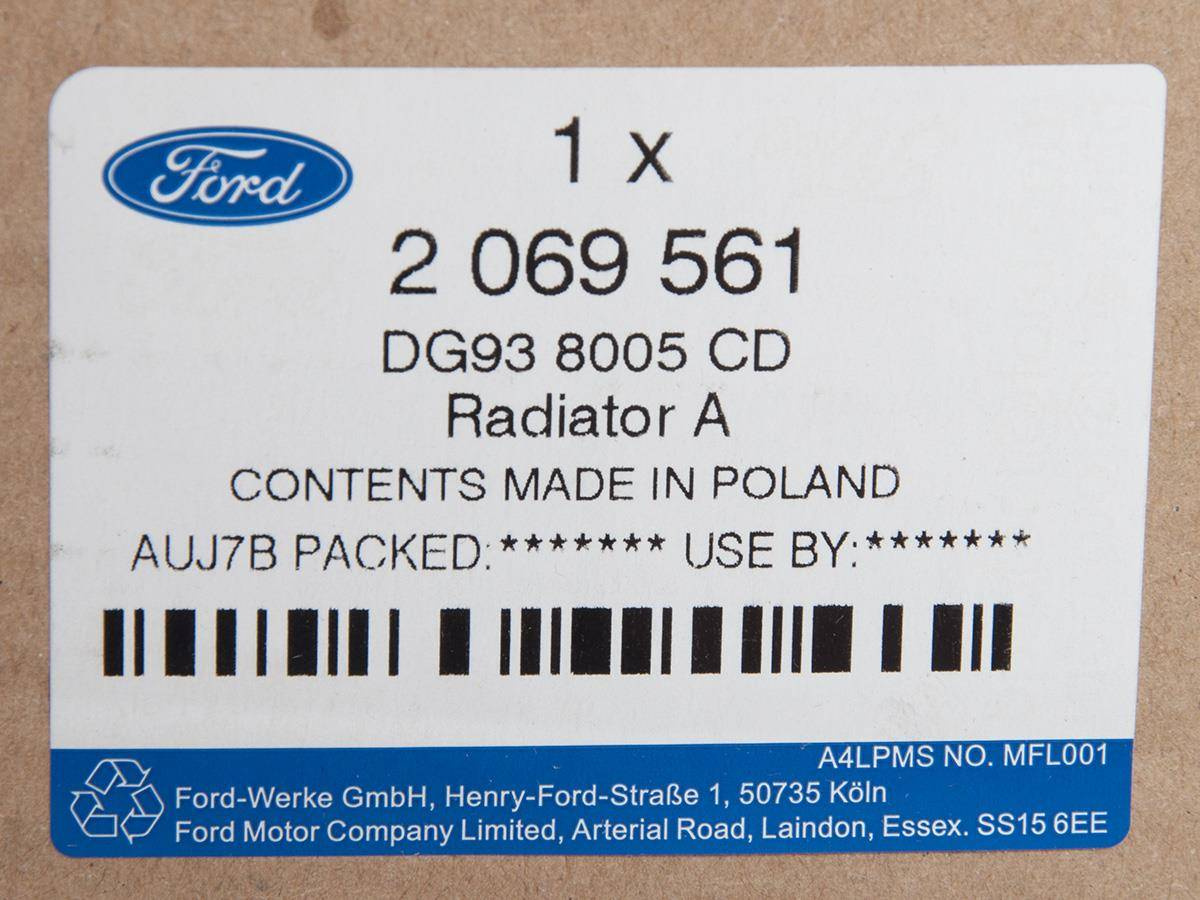 Ford
1 x
2 069 561
DG93 8005 CD
Radiator A
CONTENTS MADE IN POLAND
AUJ7B PACKED:******* USE BY:*******
A4LPMS NO. MFL001
Ford-Werke GmbH, Henry-Ford-Straße 1, 50735 Köln
Ford Motor Company Limited, Arterial Road, Laindon, Essex. SS15 6EE